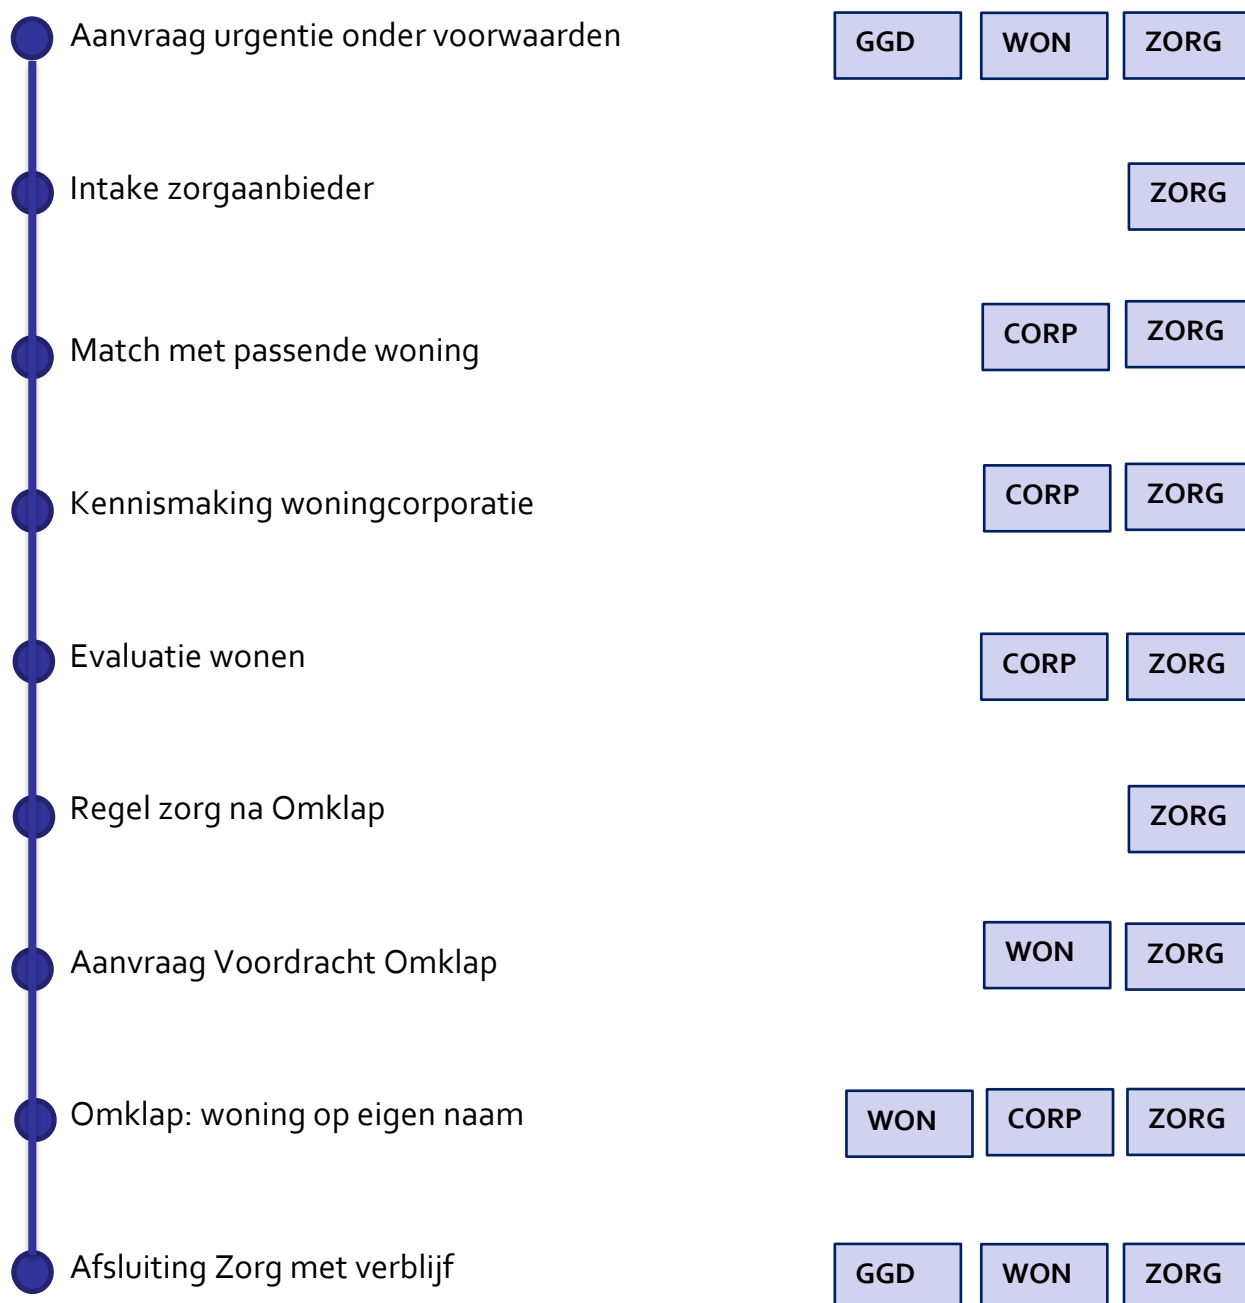 Aanvraag urgentie onder voorwaarden GGD WON ZORG
Intake zorgaanbieder ZORG
Match met passende woning CORP ZORG
Kennismaking woningcorporatie CORP ZORG
Evaluatie wonen CORP ZORG
Regel zorg na Omklap ZORG
Aanvraag Voordracht Omklap WON ZORG
Omklap: woning op eigen naam WON CORP ZORG
Afsluiting Zorg met verblijf GGD WON ZORG